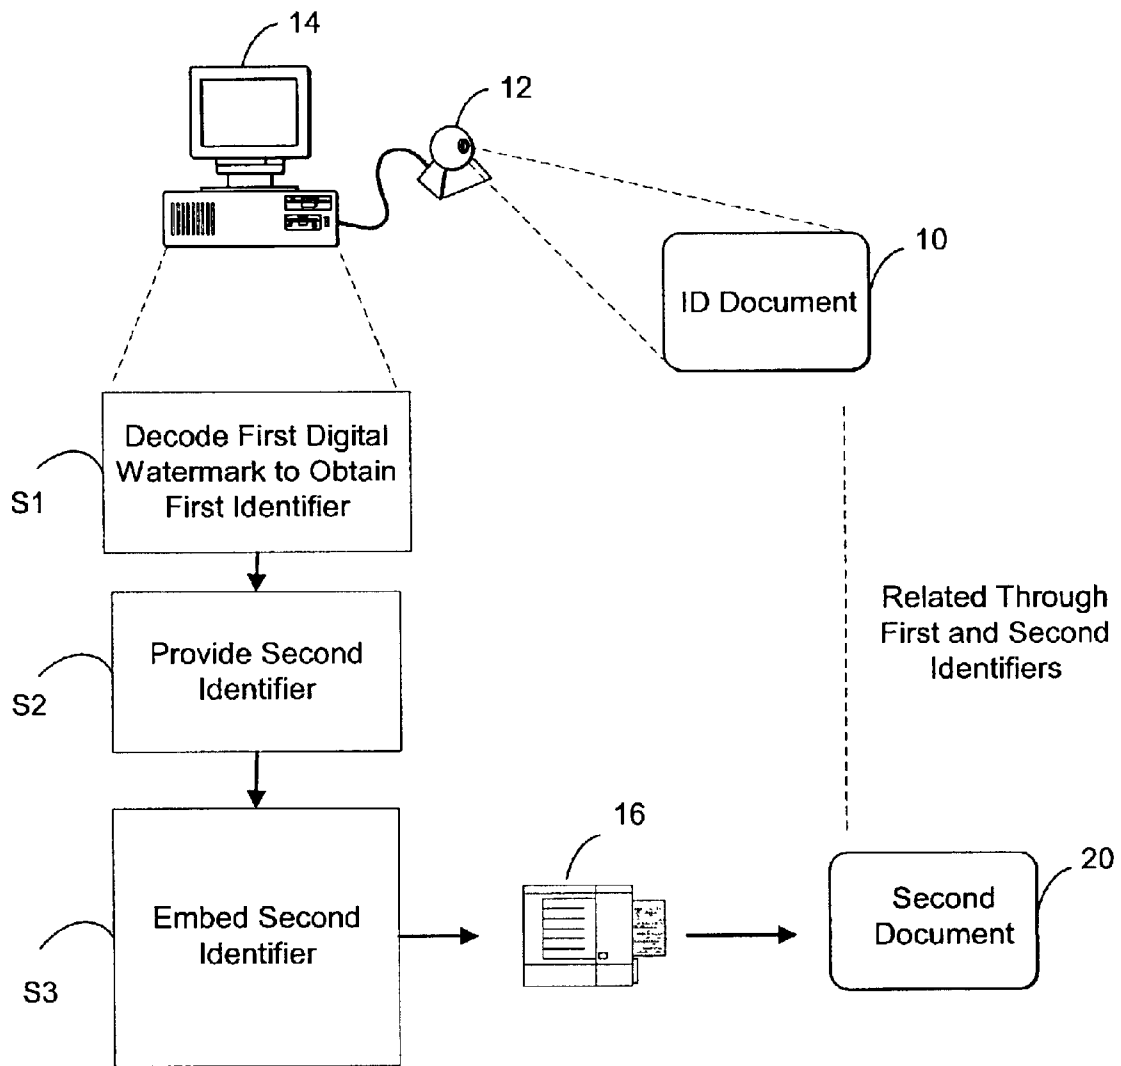 14
12
10
ID Document
Decode First Digital
Watermark to Obtain
First Identifier
S1
Provide Second
Identifier
S2
Related Through
First and Second
Identifiers
16
20
Embed Second
Identifier
S3
Second
Document